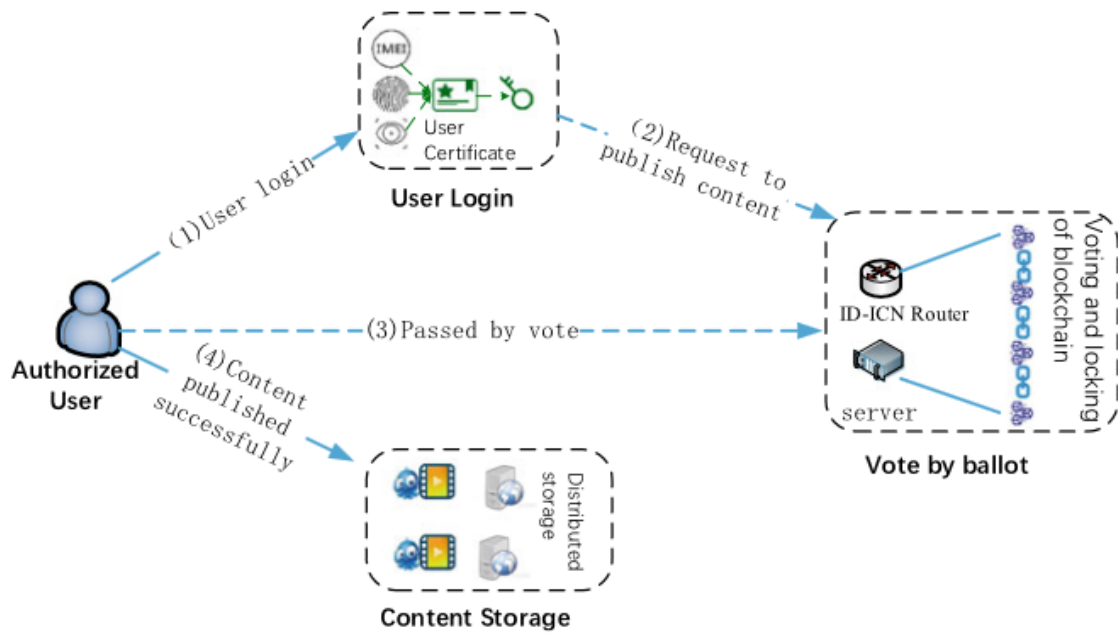 IMEI
User
Certificate
User Login
(1)User login
(2)Request to
publish content
Voting and locking
of blockchain
ID-ICN Router
server
Vote by ballot
(3)Passed by vote
Authorized
User
(4)Content
published
successfully
Distributed
storage
Content Storage